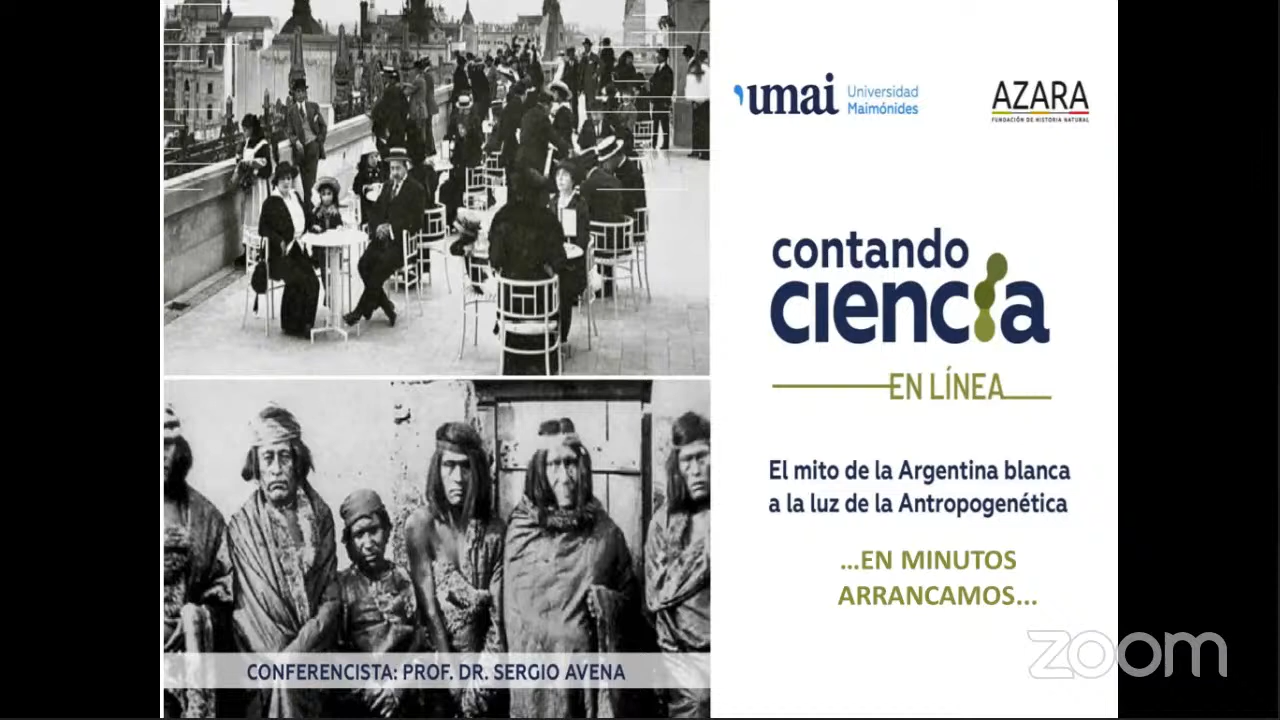 umai Universidad
Maimónides
AZARA
FUNDACIÓN DE HISTORIA NATURAL
contando
ciencia
EN LÍNEA
El mito de la Argentina blanca
a la luz de la Antropogenética
...EN MINUTOS
ARRANCAMOS...
CONFERENCISTA: PROF. DR. SERGIO AVENA
zoom